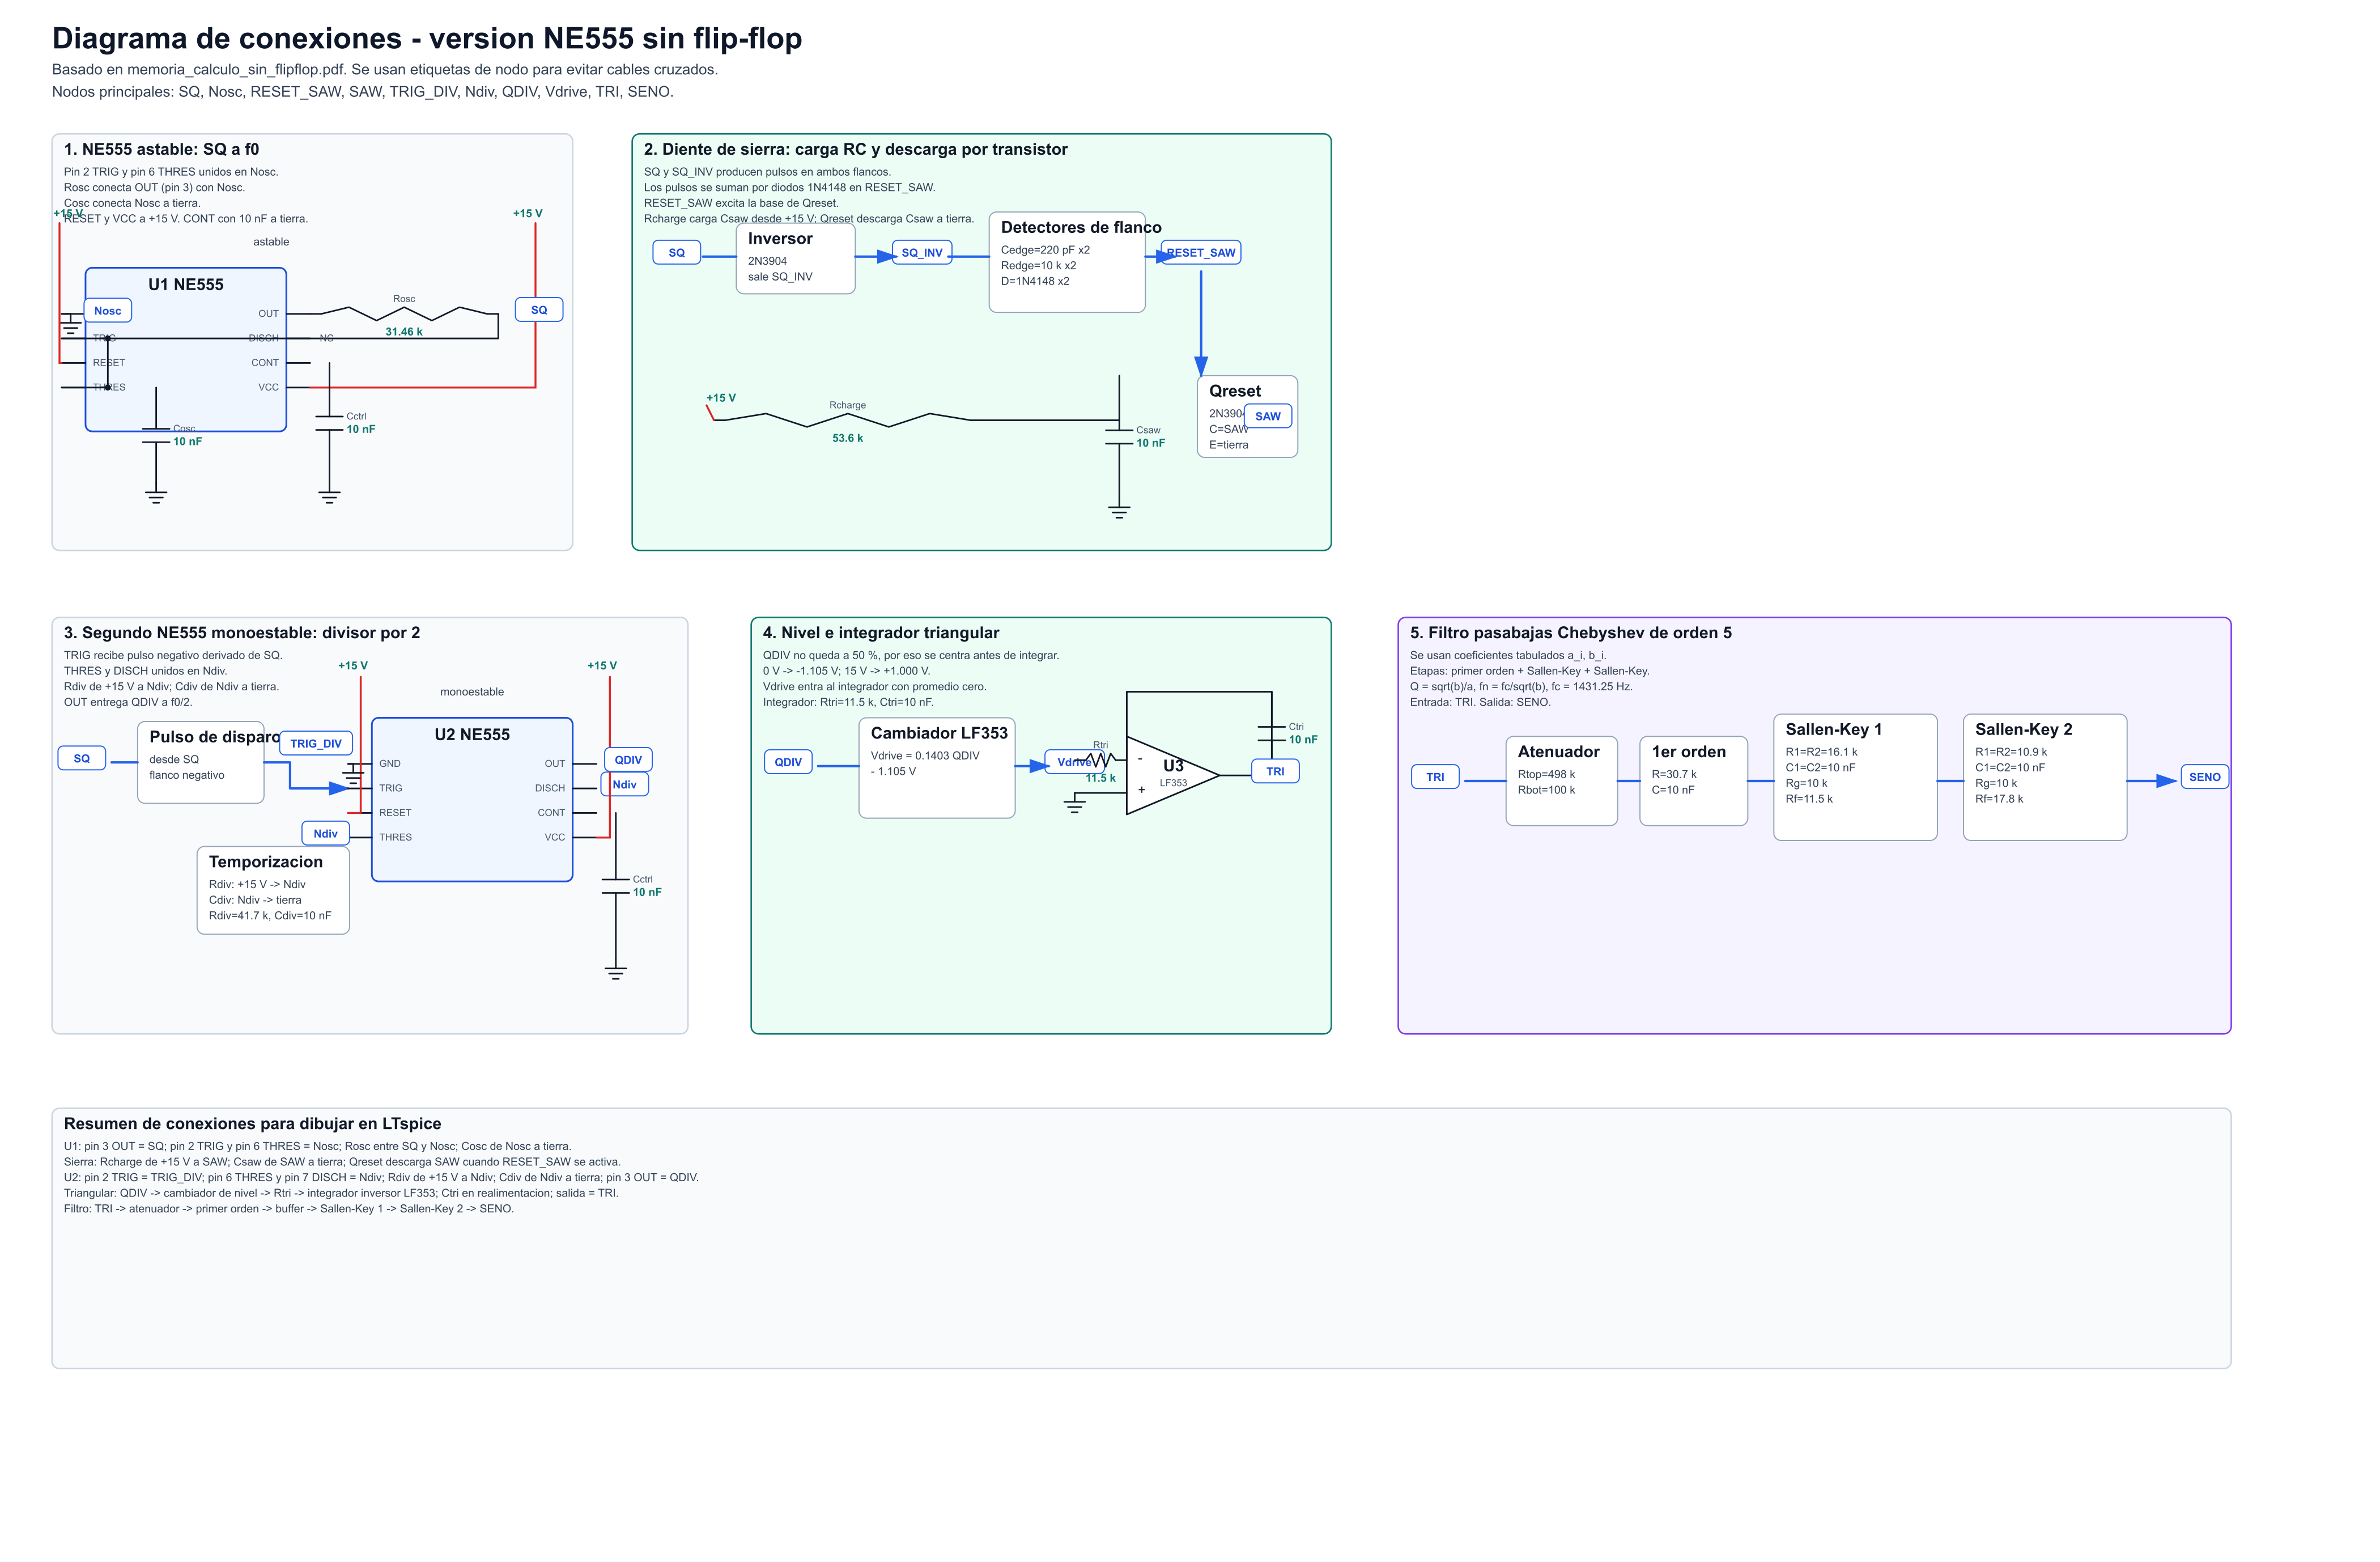 Diagrama de conexiones - version NE555 sin flip-flop
Basado en memoria_calculo_sin_flipflop.pdf. Se usan etiquetas de nodo para evitar cables cruzados.
Nodos principales: SQ, Nosc, RESET_SAW, SAW, TRIG_DIV, Ndiv, QDIV, Vdrive, TRI, SENO.
1. NE555 astable: SQ a f0
Pin 2 TRIG y pin 6 THRES unidos en Nosc.
Rosc conecta OUT (pin 3) con Nosc.
Cosc conecta Nosc a tierra.
RESET y VCC a +15 V. CONT con 10 nF a tierra.
+15 V
+15 V
astable
U1 NE555
Nosc
OUT
Rosc
31.46 k
SQ
TRIG
DISCH
NC
RESET
CONT
THRES
VCC
Cosc
10 nF
Cctrl
10 nF
2. Diente de sierra: carga RC y descarga por transistor
SQ y SQ_INV producen pulsos en ambos flancos.
Los pulsos se suman por diodos 1N4148 en RESET_SAW.
RESET_SAW excita la base de Qreset.
Rcharge carga Csaw desde +15 V; Qreset descarga Csaw a tierra.
SQ
Inversor
2N3904
sale SQ_INV
SQ_INV
Detectores de flanco
Cedge=220 pF x2
Redge=10 k x2
D=1N4148 x2
RESET_SAW
+15 V
Rcharge
53.6 k
Csaw
10 nF
Qreset
2N3904
C=SAW
E=tierra
SAW
3. Segundo NE555 monoestable: divisor por 2
TRIG recibe pulso negativo derivado de SQ.
THRES y DISCH unidos en Ndiv.
Rdiv de +15 V a Ndiv; Cdiv de Ndiv a tierra.
OUT entrega QDIV a f0/2.
+15 V
+15 V
monoestable
SQ
Pulso de disparo
desde SQ
flanco negativo
TRIG_DIV
U2 NE555
GND
OUT
QDIV
TRIG
DISCH
Ndiv
RESET
CONT
Ndiv
THRES
VCC
Temporizacion
Rdiv: +15 V -> Ndiv
Cdiv: Ndiv -> tierra
Rdiv=41.7 k, Cdiv=10 nF
Cctrl
10 nF
4. Nivel e integrador triangular
QDIV no queda a 50 %, por eso se centra antes de integrar.
0 V -> -1.105 V; 15 V -> +1.000 V.
Vdrive entra al integrador con promedio cero.
Integrador: Rtri=11.5 k, Ctri=10 nF.
QDIV
Cambiador LF353
Vdrive = 0.1403 QDIV
- 1.105 V
Vdrive
Rtri
11.5 k
-
+
U3
LF353
Ctri
10 nF
TRI
5. Filtro pasabajas Chebyshev de orden 5
Se usan coeficientes tabulados a_i, b_i.
Etapas: primer orden + Sallen-Key + Sallen-Key.
Q = sqrt(b)/a, fn = fc/sqrt(b), fc = 1431.25 Hz.
Entrada: TRI. Salida: SENO.
TRI
Atenuador
Rtop=498 k
Rbot=100 k
1er orden
R=30.7 k
C=10 nF
Sallen-Key 1
R1=R2=16.1 k
C1=C2=10 nF
Rg=10 k
Rf=11.5 k
Sallen-Key 2
R1=R2=10.9 k
C1=C2=10 nF
Rg=10 k
Rf=17.8 k
SENO
Resumen de conexiones para dibujar en LTspice
U1: pin 3 OUT = SQ; pin 2 TRIG y pin 6 THRES = Nosc; Rosc entre SQ y Nosc; Cosc de Nosc a tierra.
Sierra: Rcharge de +15 V a SAW; Csaw de SAW a tierra; Qreset descarga SAW cuando RESET_SAW se activa.
U2: pin 2 TRIG = TRIG_DIV; pin 6 THRES y pin 7 DISCH = Ndiv; Rdiv de +15 V a Ndiv; Cdiv de Ndiv a tierra; pin 3 OUT = QDIV.
Triangular: QDIV -> cambiador de nivel -> Rtri -> integrador inversor LF353; Ctri en realimentacion; salida = TRI.
Filtro: TRI -> atenuador -> primer orden -> buffer -> Sallen-Key 1 -> Sallen-Key 2 -> SENO.